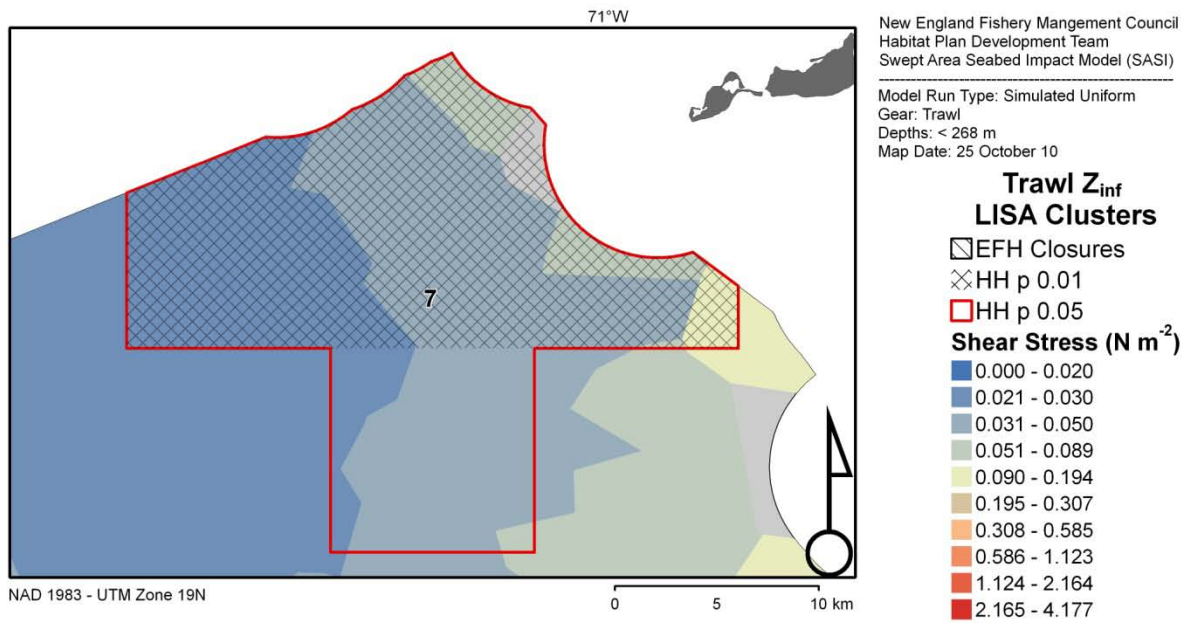 71°W
New England Fishery Mangement Council
Habitat Plan Development Team
Swept Area Seabed Impact Model (SASI)
Model Run Type: Simulated Uniform
Gear: Trawl
Depths: < 268 m
Map Date: 25 October 10
Trawl Zinf
LISA Clusters
EFH Closures
HH p 0.01
HH p 0.05
Shear Stress (N m-2)
0.000 - 0.020
0.021 - 0.030
0.031 - 0.050
0.051 - 0.089
0.090 - 0.194
0.195 - 0.307
0.308 - 0.585
0.586 - 1.123
1.124 - 2.164
2.165 - 4.177
7
NAD 1983 - UTM Zone 19N
0 5 10 km